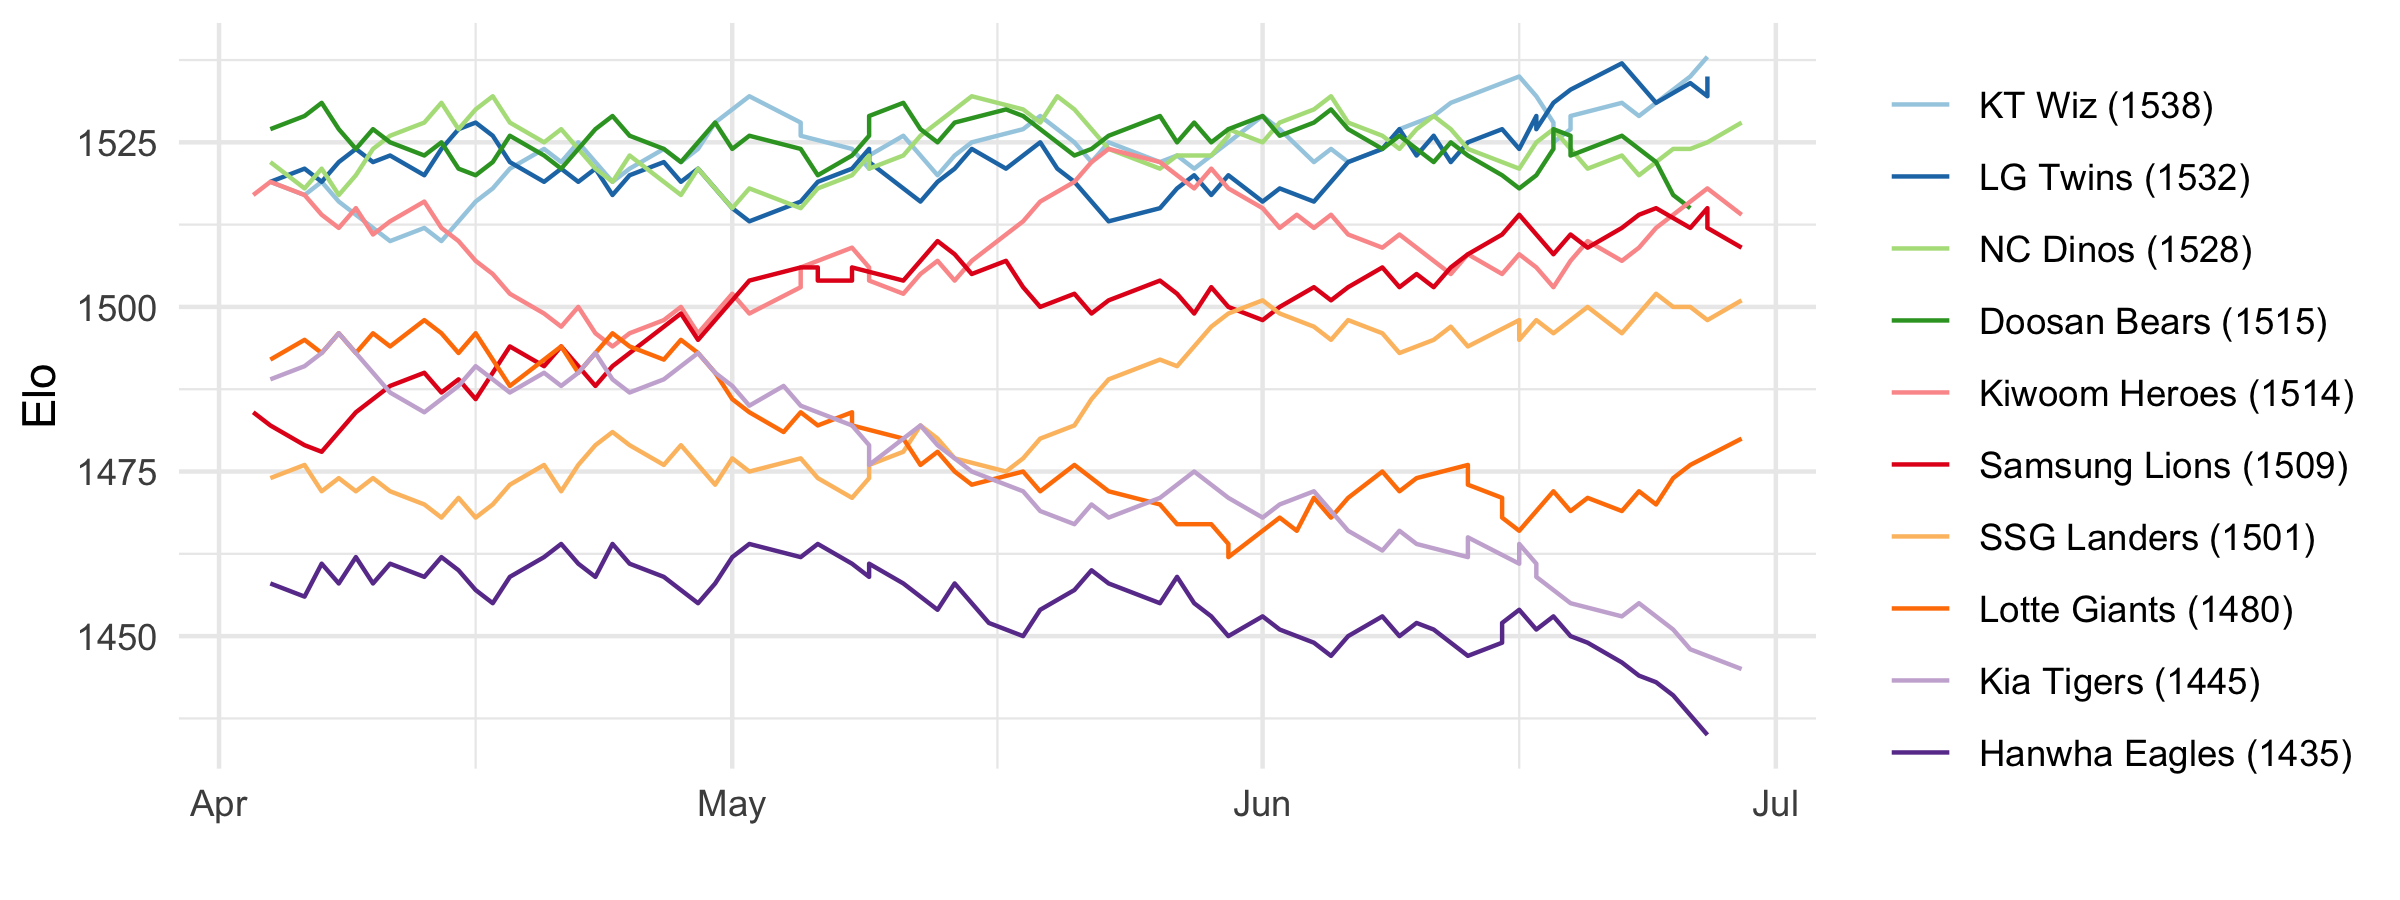 Elo
1525
1500
1475
1450
Apr May Jun Jul
KT Wiz (1538)
LG Twins (1532)
NC Dinos (1528)
Doosan Bears (1515)
Kiwoom Heroes (1514)
Samsung Lions (1509)
SSG Landers (1501)
Lotte Giants (1480)
Kia Tigers (1445)
Hanwha Eagles (1435)